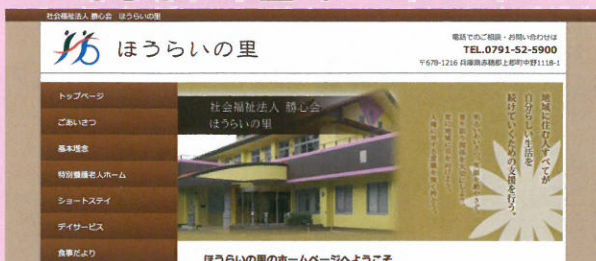 社会福祉法人 勝心会　ほうらいの里
ほうらいの里
電話でのご相談・お問い合わせは
TEL.0791-52-5900
〒678-1216 兵庫県赤穂郡上郡町中野1118-1
トップページ
ごあいさつ
基本理念
特別養護老人ホーム
ショートステイ
デイサービス
食事だより
社会福祉法人 勝心会
ほうらいの里
地域に住む人すべてが
自分らしい生活を
続けていくための支援を行う。
ほうらいの里のホームページへようこそ